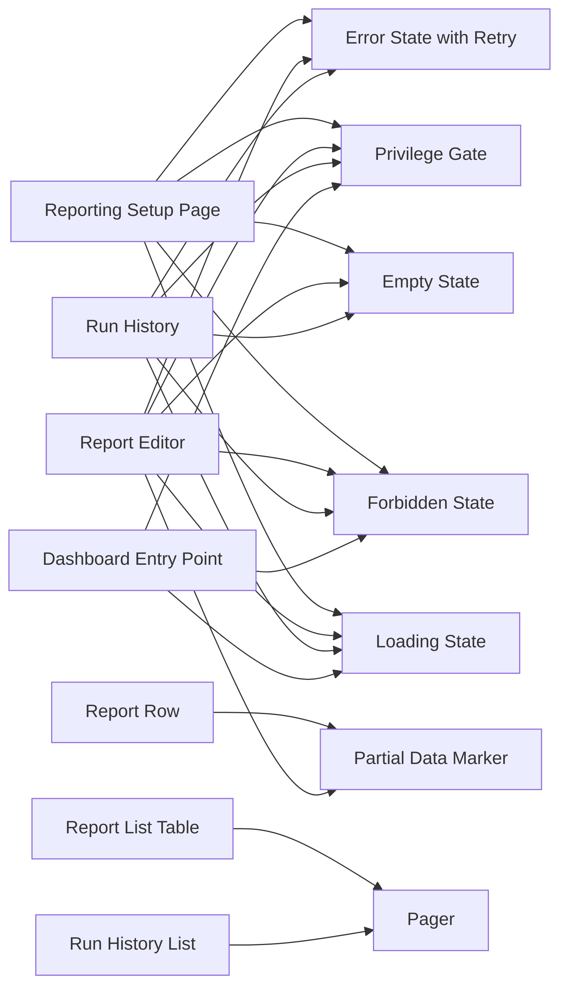 Error State with Retry
Privilege Gate
Reporting Setup Page
Empty State
Run History
Report Editor
Forbidden State
Dashboard Entry Point
Loading State
Report Row
Partial Data Marker
Report List Table
Pager
Run History List